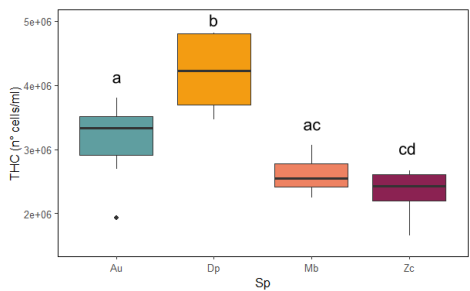 THC (n° cells/ml)
5e+06
4e+06
3e+06
2e+06
a
b
ac
cd
Au Dp Mb Zc
Sp